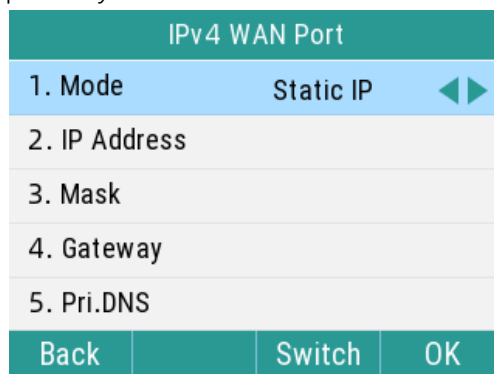 IPv4 WAN Port
1. Mode Static IP
2. IP Address
3. Mask
4. Gateway
5. Pri.DNS
Back Switch OK